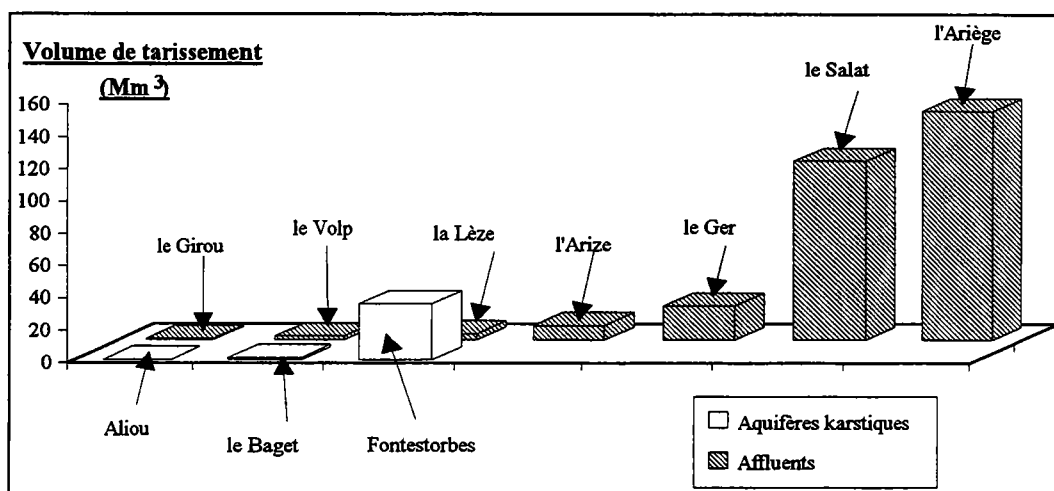 Volume de tarissement
(Mm³)
160
140
120
100
80
60
40
20
0
le Girou
le Volp
la Lèze
l'Arize
le Ger
le Salat
l'Ariège
Aliou
le Baget
Fontestorbes
Aquifères karstiques
Affluents